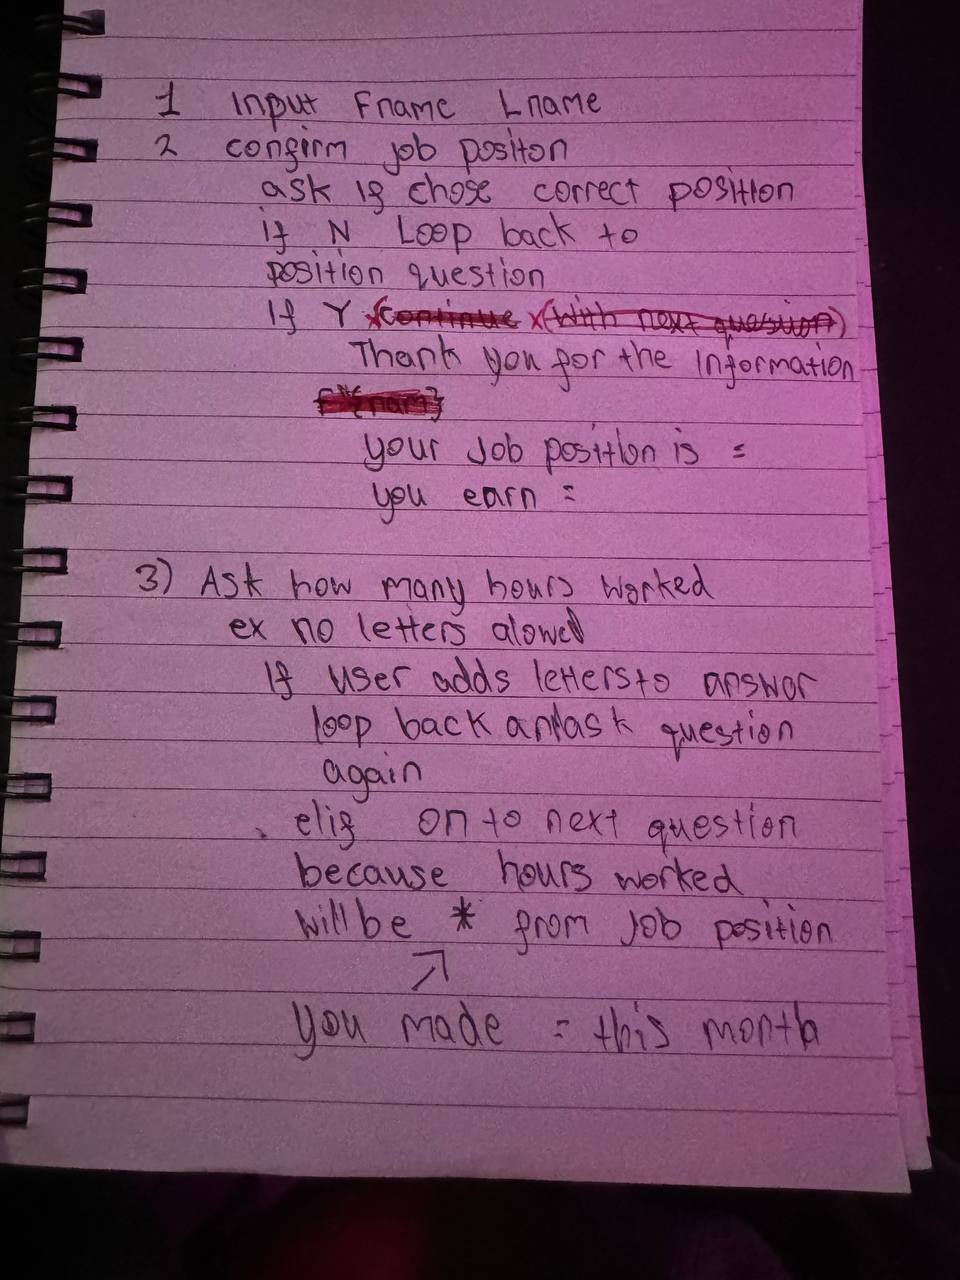 1 Input Fname Lname
2 confirm job positon
ask if chose correct position
if N Loop back to
position question
If Y (continue (with next question)
Thank you for the Information
f"{nam}
your Job position is =
you earn =
3) Ask how many hours worked
ex no letters alowed
If user adds letters to answor
loop back and ask question
again
elif on to next question
because hours worked
will be * from Job position
you made = this month